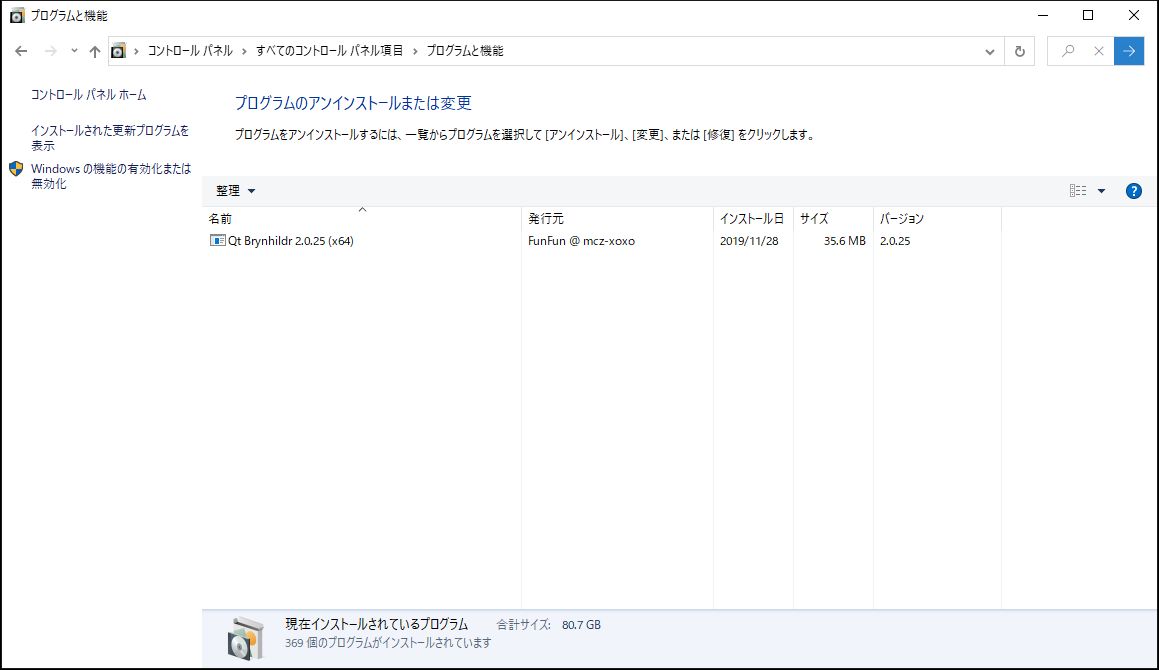 プログラムと機能
コントロール パネル › すべてのコントロール パネル項目 › プログラムと機能
コントロール パネル ホーム
インストールされた更新プログラムを
表示
Windows の機能の有効化または
無効化
プログラムのアンインストールまたは変更
プログラムをアンインストールするには、一覧からプログラムを選択して [アンインストール]、[変更]、または [修復] をクリックします。
整理
名前 発行元 インストール日 サイズ バージョン
Qt Brynhildr 2.0.25 (x64) FunFun @ mcz-xoxo 2019/11/28 35.6 MB 2.0.25
現在インストールされているプログラム 合計サイズ: 80.7 GB
369 個のプログラムがインストールされています